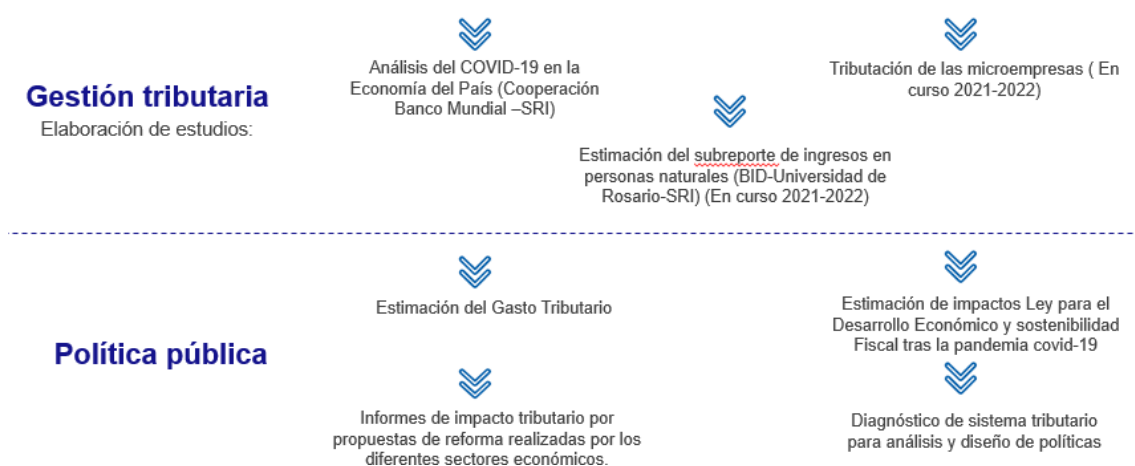 Gestión tributaria
Elaboración de estudios:
Análisis del COVID-19 en la
Economía del País (Cooperación
Banco Mundial –SRI)
Estimación del subreporte de ingresos en
personas naturales (BID-Universidad de
Rosario-SRI) (En curso 2021-2022)
Tributación de las microempresas ( En
curso 2021-2022)
Política pública
Estimación del Gasto Tributario
Informes de impacto tributario por
propuestas de reforma realizadas por los
diferentes sectores económicos.
Estimación de impactos Ley para el
Desarrollo Económico y sostenibilidad
Fiscal tras la pandemia covid-19
Diagnóstico de sistema tributario
para análisis y diseño de políticas